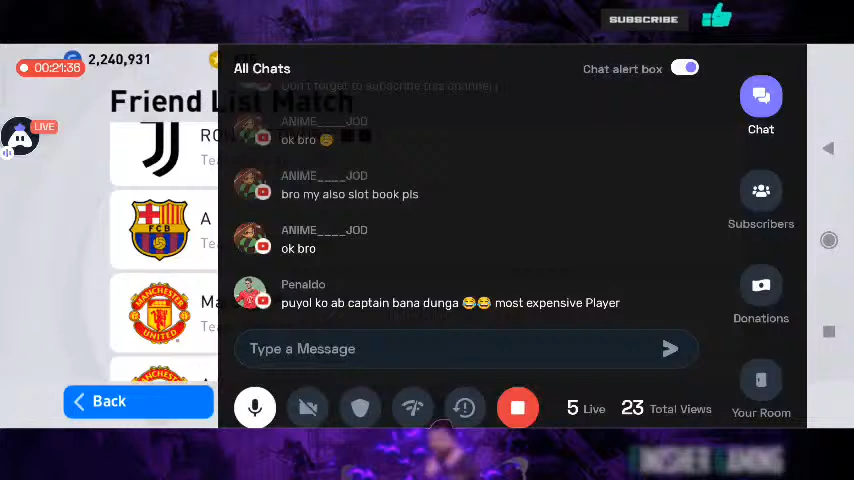 SUBSCRIBE
2,240,931
00:21:36
All Chats
Chat alert box
Don't forget to subscribe this channel
Friend List Match
LIVE
ANIME____JOD
ok bro 😊
Chat
ANIME____JOD
bro my also slot book pls
Subscribers
ANIME____JOD
ok bro
Penaldo
puyol ko ab captain bana dunga 😂😂 most expensive Player
Donations
Type a Message
Back
5 Live 23 Total Views
Your Room
GAMING